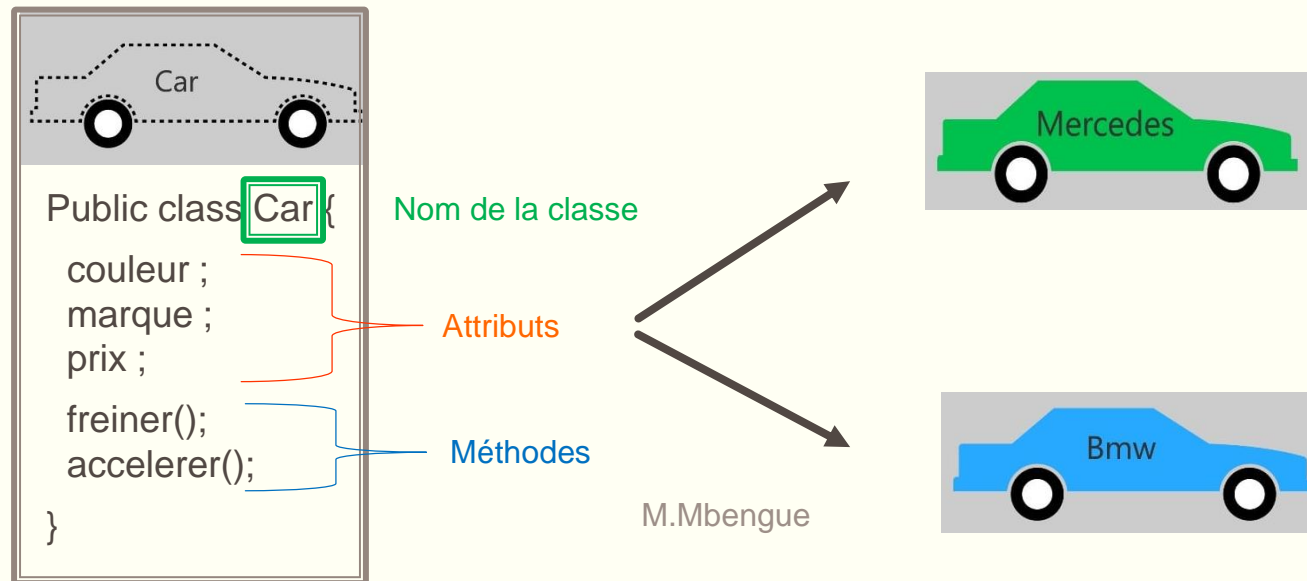 Car
Public class Car {
Nom de la classe
couleur ;
marque ;
prix ;
Attributs
freiner();
accelerer();
Méthodes
}
Mercedes
Bmw
M.Mbengue